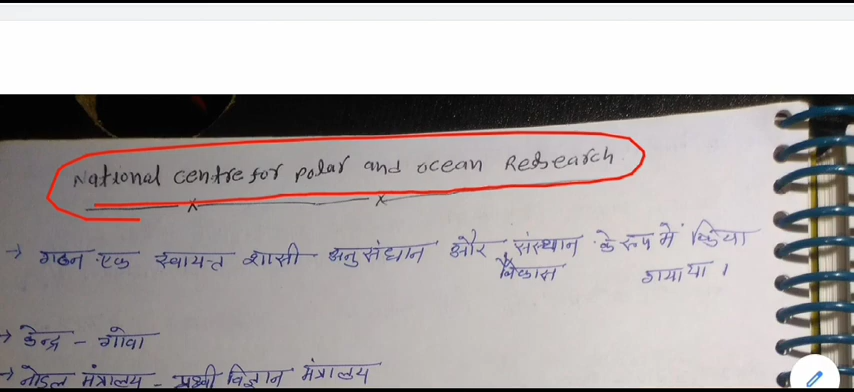 National centre for polar and ocean Research
→ गठन एक स्वायत्त शासी अनुसंधान और संस्थान के रूप में किया
विकास गया था।
→ केन्द्र - गोवा
→ नोडल मंत्रालय - पृथ्वी विज्ञान मंत्रालय